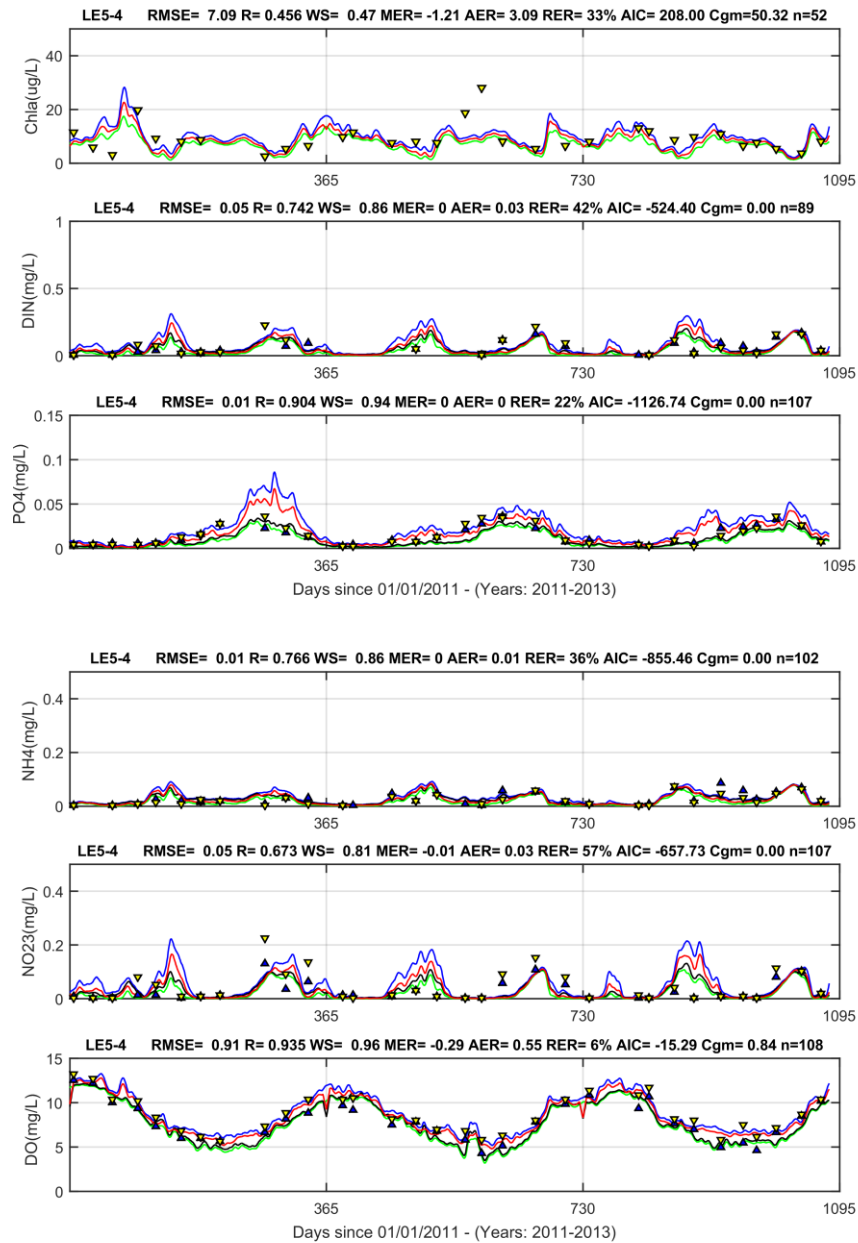 LE5-4 RMSE= 7.09 R= 0.456 WS= 0.47 MER= -1.21 AER= 3.09 RER= 33% AIC= 208.00 Cgm=50.32 n=52
Chla(ug/L)
40
20
0
365
730
1095
LE5-4 RMSE= 0.05 R= 0.742 WS= 0.86 MER= 0 AER= 0.03 RER= 42% AIC= -524.40 Cgm= 0.00 n=89
DIN(mg/L)
1
0.5
0
365
730
1095
LE5-4 RMSE= 0.01 R= 0.904 WS= 0.94 MER= 0 AER= 0 RER= 22% AIC= -1126.74 Cgm= 0.00 n=107
PO4(mg/L)
0.15
0.1
0.05
0
365
730
1095
Days since 01/01/2011 - (Years: 2011-2013)
LE5-4 RMSE= 0.01 R= 0.766 WS= 0.86 MER= 0 AER= 0.01 RER= 36% AIC= -855.46 Cgm= 0.00 n=102
NH4(mg/L)
0.4
0.2
0
365
730
1095
LE5-4 RMSE= 0.05 R= 0.673 WS= 0.81 MER= -0.01 AER= 0.03 RER= 57% AIC= -657.73 Cgm= 0.00 n=107
NO23(mg/L)
0.4
0.2
0
365
730
1095
LE5-4 RMSE= 0.91 R= 0.935 WS= 0.96 MER= -0.29 AER= 0.55 RER= 6% AIC= -15.29 Cgm= 0.84 n=108
DO(mg/L)
15
10
5
0
365
730
1095
Days since 01/01/2011 - (Years: 2011-2013)